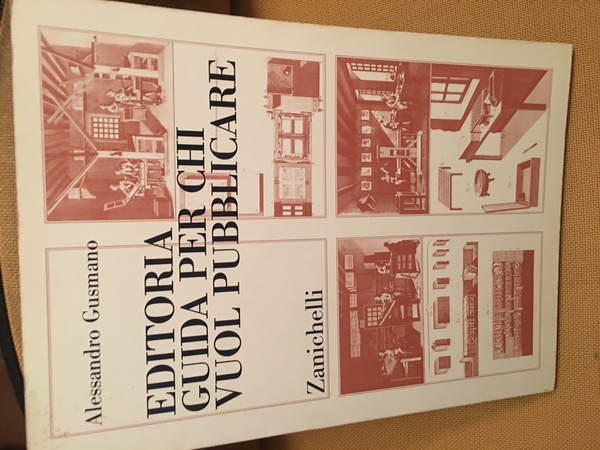 Alessandro Gusmano
EDITORIA
GUIDA PER CHI
VUOL PUBBLICARE
Zanichelli